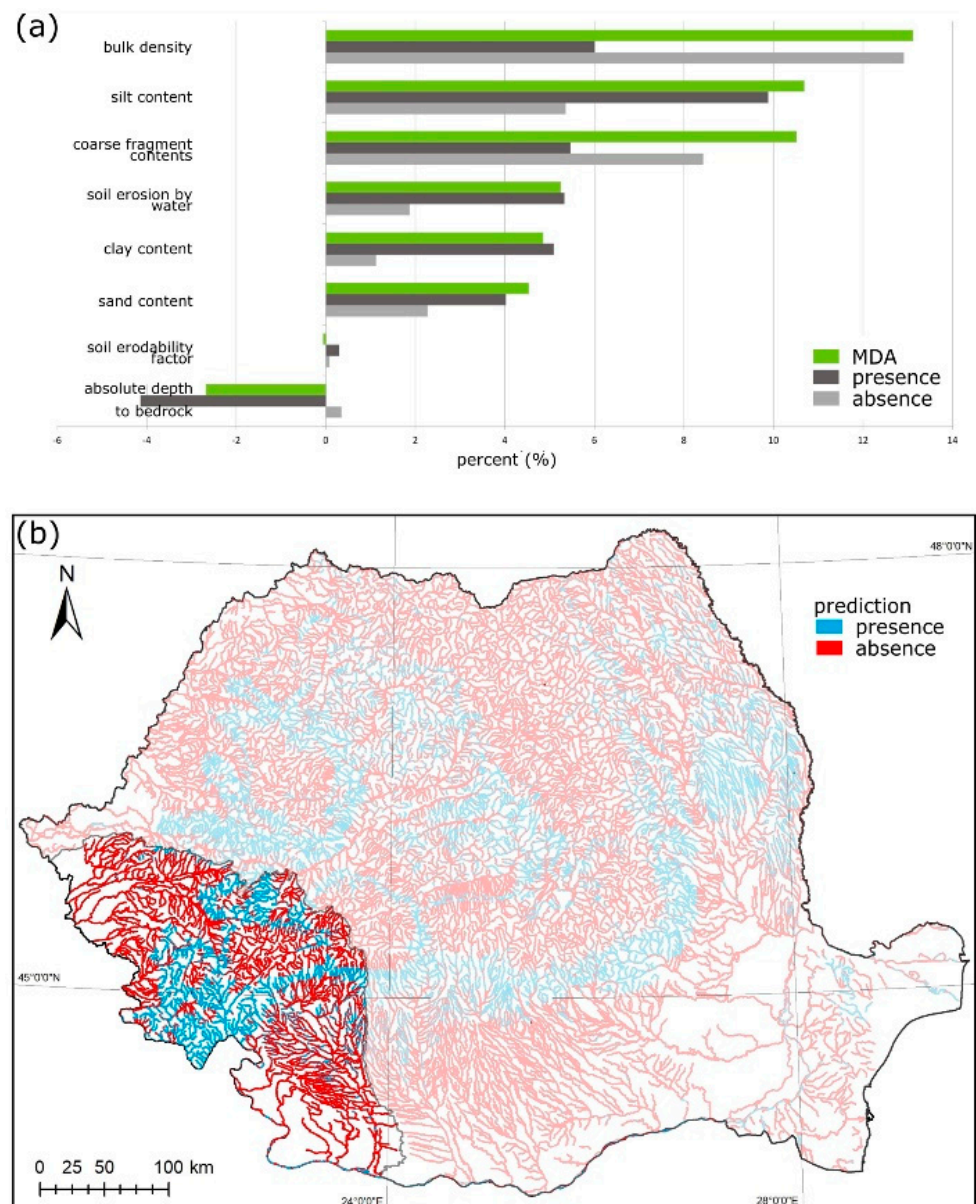 (a)
bulk density
silt content
coarse fragment
contents
soil erosion by
water
clay content
sand content
soil erodability
factor
absolute depth
to bedrock
MDA
presence
absence
-6 -4 -2 0 2 4 6 8 10 12 14
percent (%)
(b)
48°0'0"N
N
prediction
presence
absence
45°0'0"N
0 25 50 100 km
24°0'0"E
28°0'0"E